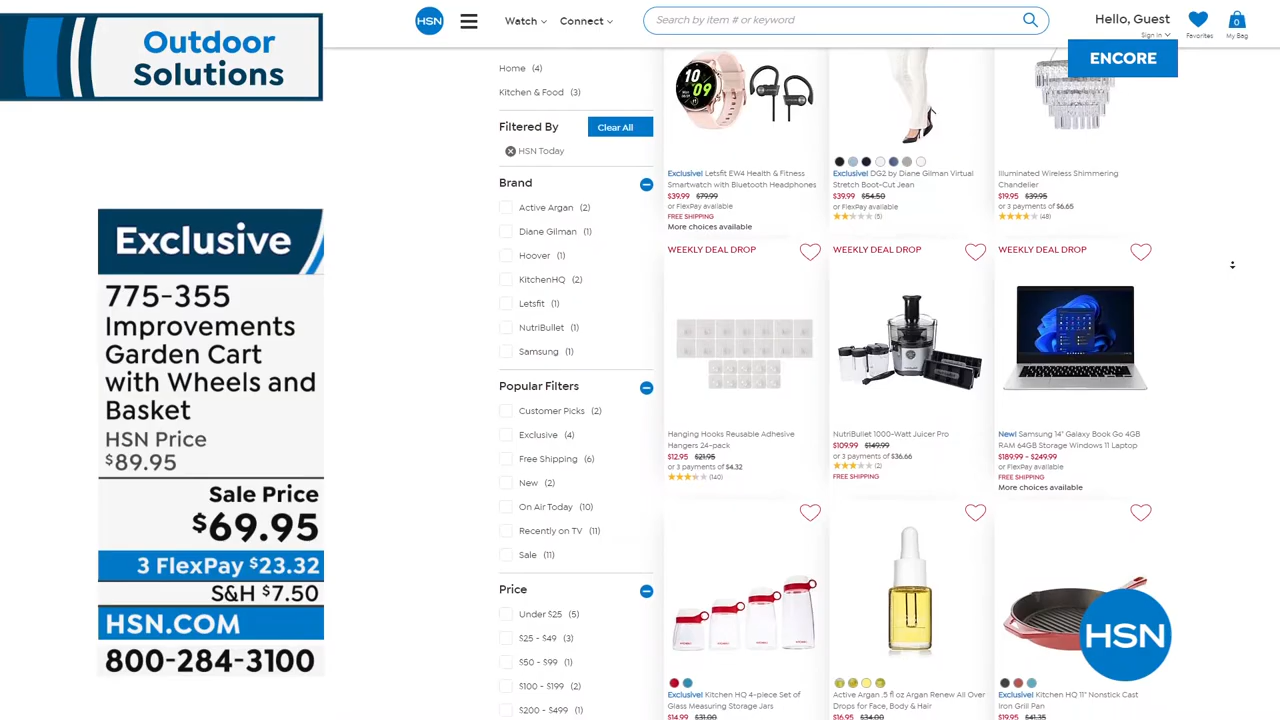 Outdoor
Solutions
Exclusive
775-355
Improvements
Garden Cart
with Wheels and
Basket
HSN Price
$89.95
Sale Price
$69.95
3 FlexPay $23.32
S&H $7.50
HSN.COM
800-284-3100
HSN
Watch
Connect
Search by item # or keyword
Hello, Guest
Sign in
Favorites
0
My Bag
ENCORE
Home (4)
Kitchen & Food (3)
Filtered By
Clear All
HSN Today
Brand
Active Argan (2)
Diane Gilman (1)
Hoover (1)
KitchenHQ (2)
Letsfit (1)
NutriBullet (1)
Samsung (1)
Popular Filters
Customer Picks (2)
Exclusive (4)
Free Shipping (6)
New (2)
On Air Today (10)
Recently on TV (11)
Sale (11)
Price
Under $25 (5)
$25 - $49 (3)
$50 - $99 (1)
$100 - $199 (2)
$200 - $499 (1)
10
09
Exclusive! Letsfit EW4 Health & Fitness
Smartwatch with Bluetooth Headphones
$39.99 $79.99
or FlexPay available
FREE SHIPPING
More choices available
Exclusive! DG2 by Diane Gilman Virtual
Stretch Boot-Cut Jean
$39.99 $54.50
or FlexPay available
(5)
Illuminated Wireless Shimmering
Chandelier
$19.95 $39.95
or 3 payments of $6.65
(48)
WEEKLY DEAL DROP
Hanging Hooks Reusable Adhesive
Hangers 24-pack
$12.95 $21.95
or 3 payments of $4.32
(140)
WEEKLY DEAL DROP
NutriBullet 1000-Watt Juicer Pro
$109.99 $149.99
or 3 payments of $36.66
(2)
FREE SHIPPING
WEEKLY DEAL DROP
New! Samsung 14" Galaxy Book Go 4GB
RAM 64GB Storage Windows 11 Laptop
$189.99 - $249.99
or FlexPay available
FREE SHIPPING
More choices available
Exclusive! Kitchen HQ 4-piece Set of
Glass Measuring Storage Jars
$14.99 $31.00
Active Argan .5 fl oz Argan Renew All Over
Drops for Face, Body & Hair
$16.95 $34.00
Exclusive! Kitchen HQ 11" Nonstick Cast
Iron Grill Pan
$19.95 $41.35
HSN